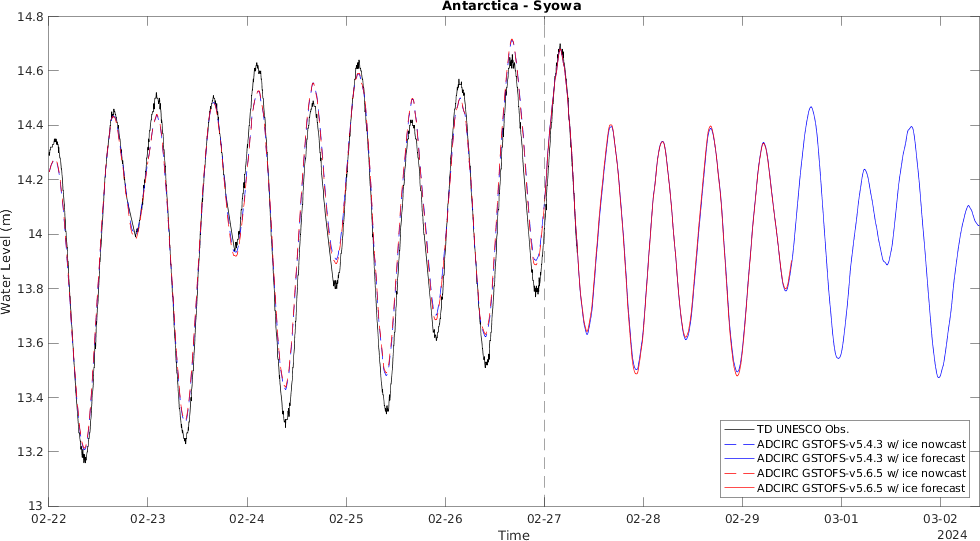 Antarctica - Syowa
14.8
14.6
14.4
14.2
14
13.8
13.6
13.4
13.2
13
Water Level (m)
02-22 02-23 02-24 02-25 02-26 02-27 02-28 02-29 03-01 03-02
2024
Time
TD UNESCO Obs.
ADCIRC GSTOFS-v5.4.3 w/ ice nowcast
ADCIRC GSTOFS-v5.4.3 w/ ice forecast
ADCIRC GSTOFS-v5.6.5 w/ ice nowcast
ADCIRC GSTOFS-v5.6.5 w/ ice forecast